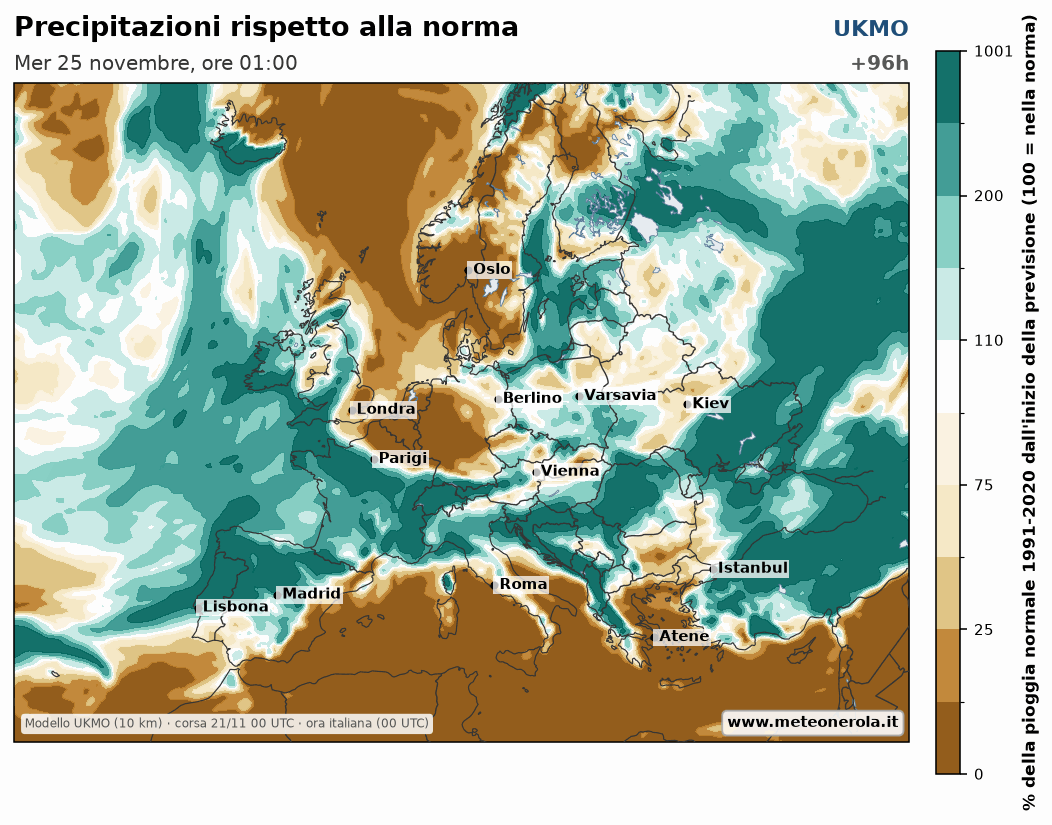 Precipitazioni rispetto alla norma
UKMO
Mer 25 novembre, ore 01:00
+96h
1001
200
110
75
25
0
% della pioggia normale 1991-2020 dall'inizio della previsione (100 = nella norma)
Oslo
Londra
Berlino
Varsavia
Kiev
Parigi
Vienna
Istanbul
Roma
Madrid
Lisbona
Atene
Modello UKMO (10 km) · corsa 21/11 00 UTC · ora italiana (00 UTC)
www.meteonerola.it